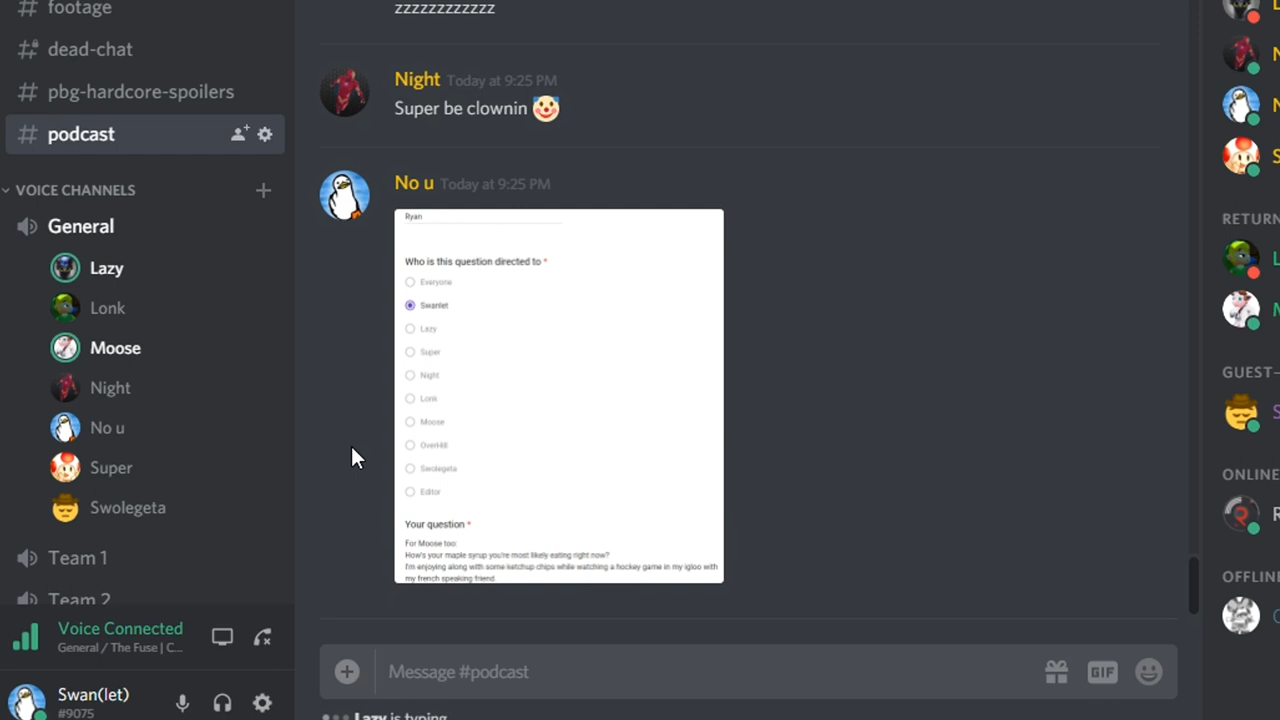 footage
dead-chat
pbg-hardcore-spoilers
podcast
VOICE CHANNELS
General
Lazy
Lonk
Moose
Night
No u
Super
Swolegeta
Team 1
Team 2
Voice Connected
General / The Fuse | C...
Swan(let)
#9075
zzzzzzzzzzzz
Night Today at 9:25 PM
Super be clownin
No u Today at 9:25 PM
Ryan
Who is this question directed to *
Everyone
Swanlet
Lazy
Super
Night
Lonk
Moose
OverHill
Swolegeta
Editor
Your question *
For Moose too:
How's your maple syrup you're most likely eating right now?
I'm enjoying along with some ketchup chips while watching a hockey game in my igloo with
my french speaking friend.
Message #podcast
GIF
Lazy is typing
RETURN
GUEST-
ONLINE
OFFLIN